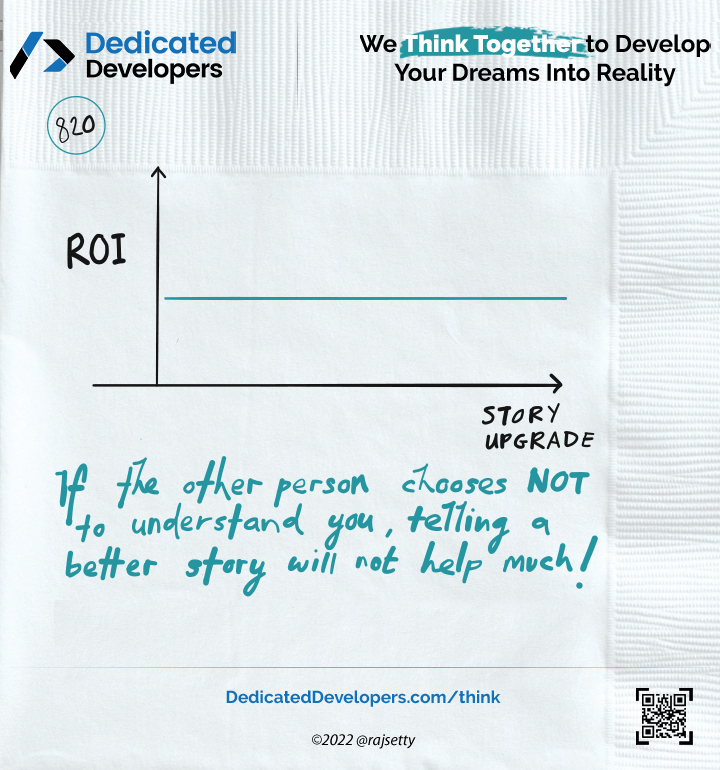 Dedicated
Developers
We Think Together to Develop
Your Dreams Into Reality
820
ROI
STORY
UPGRADE
If the other person chooses NOT
to understand you, telling a
better story will not help much!
DedicatedDevelopers.com/think
©2022 @rajsetty